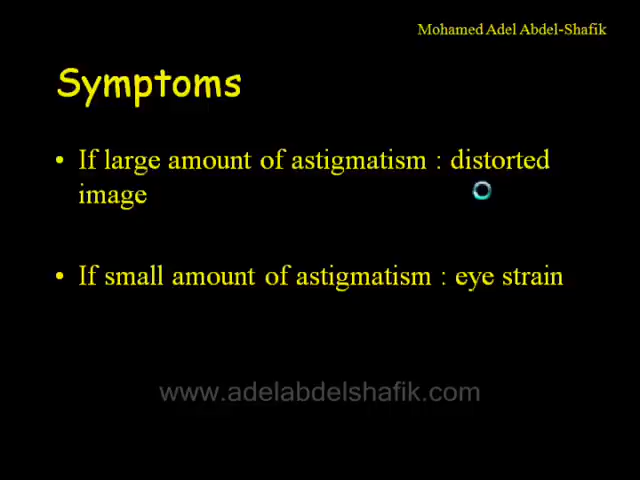 Mohamed Adel Abdel-Shafik
Symptoms
• If large amount of astigmatism : distorted
image
• If small amount of astigmatism : eye strain
www.adelabdelshafik.com